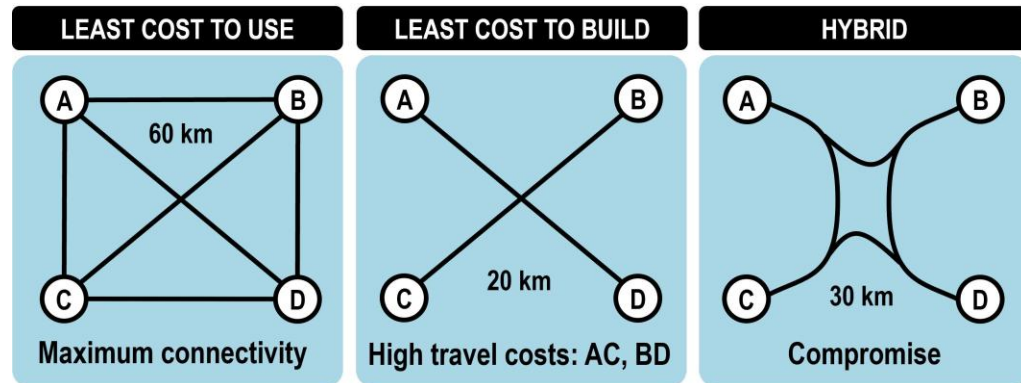 LEAST COST TO USE
A
B
60 km
C
D
Maximum connectivity
LEAST COST TO BUILD
A
B
C
20 km
D
High travel costs: AC, BD
HYBRID
A
B
C
30 km
D
Compromise